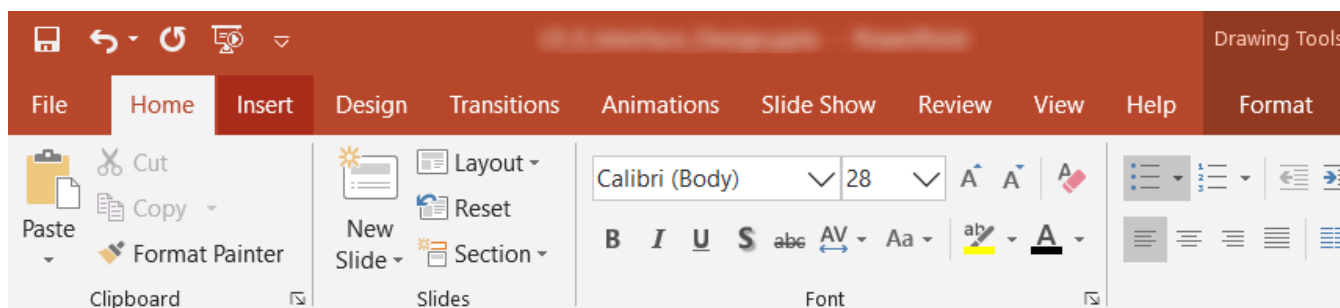 Drawing Tools
File Home Insert Design Transitions Animations Slide Show Review View Help Format
Cut Layout Calibri (Body) 28 A A A
Copy Reset
Paste New B I U S abc AV Aa aby A
Format Painter Slide Section
Clipboard Slides Font